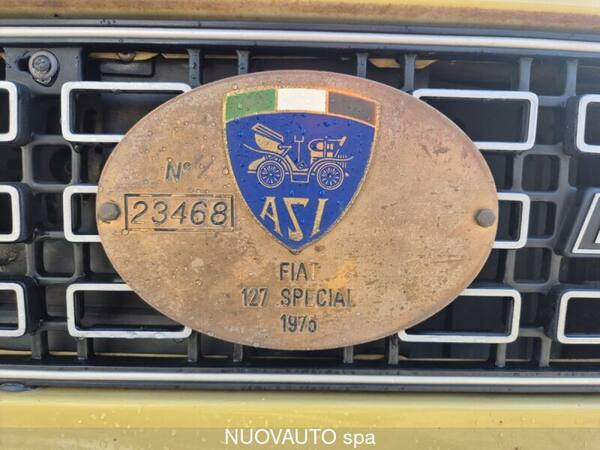 N°
23468
ASI
FIAT
127 SPECIAL
1975
NUOVAUTO spa